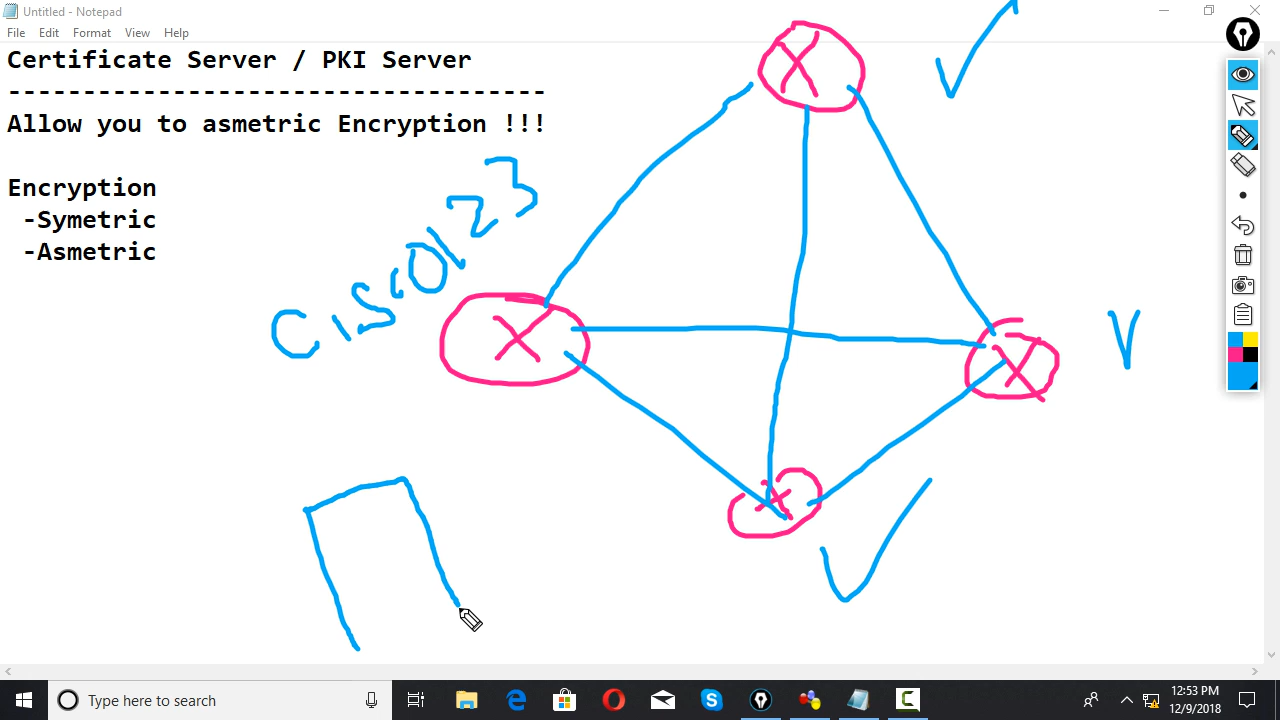 Untitled - Notepad
File Edit Format View Help
Certificate Server / PKI Server
------------------------------------
Allow you to asmetric Encryption !!!
Encryption
-Symetric
-Asmetric
Cisco123
Type here to search
12:53 PM
12/9/2018